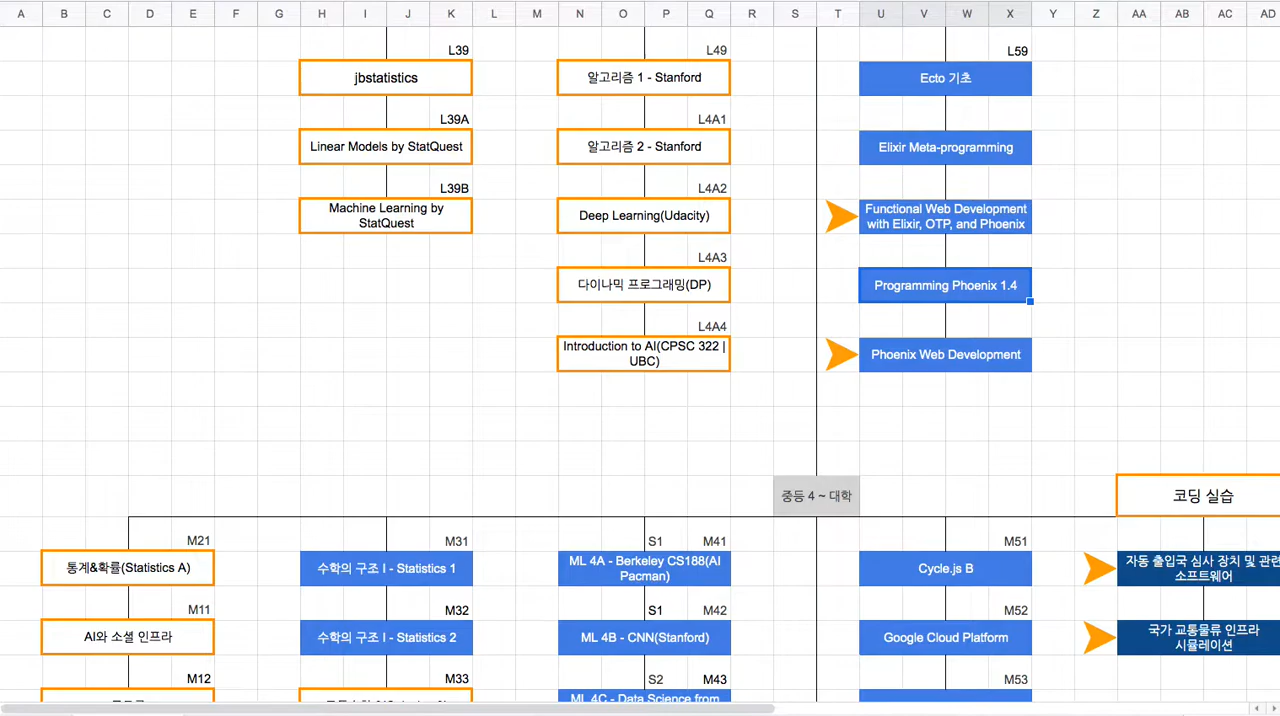 A B C D E F G H I J K L M N O P Q R S T U V W X Y Z AA AB AC AD
L39 L49 L59
jbstatistics 알고리즘 1 - Stanford Ecto 기초
L39A L4A1
Linear Models by StatQuest 알고리즘 2 - Stanford Elixir Meta-programming
L39B L4A2
Machine Learning by
StatQuest
Deep Learning(Udacity)
Functional Web Development
with Elixir, OTP, and Phoenix
L4A3
다이나믹 프로그래밍(DP) Programming Phoenix 1.4
L4A4
Introduction to AI(CPSC 322 |
UBC)
Phoenix Web Development
중등 4 ~ 대학 코딩 실습
M21 M31 S1 M41 M51
통계&확률(Statistics A) 수학의 구조 I - Statistics 1
ML 4A - Berkeley CS188(AI
Pacman)
Cycle.js B
자동 출입국 심사 장치 및 관련
소프트웨어
M11 M32 S1 M42 M52
AI와 소셜 인프라 수학의 구조 I - Statistics 2 ML 4B - CNN(Stanford) Google Cloud Platform
국가 교통물류 인프라
시뮬레이션
M12 M33 S2 M43 M53
ML 4C - Data Science from